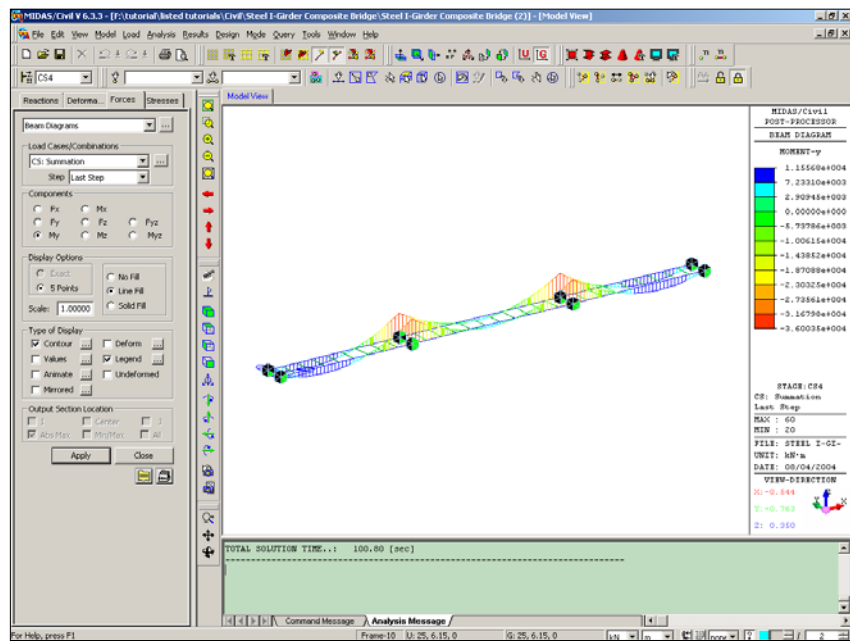 MIDAS/Civil V 6.3.3 - [F:\tutorial\listed tutorials\Civil\Steel I-Girder Composite Bridge\Steel I-Girder Composite Bridge (2)] - [Model View]
File Edit View Model Load Analysis Results Design Mode Query Tools Window Help
CS4
Reactions Deforma... Forces Stresses
Model View
Beam Diagrams
Load Cases/Combinations
CS: Summation
Step Last Step
Components
Fx Mx
Fy Fz Fyz
My Mz Myz
Display Options
Exact
5 Points
No Fill
Line Fill
Solid Fill
Scale: 1.00000
Type of Display
Contour ... Deform ...
Values ... Legend ...
Animate ... Undeformed
Mirrored ...
Output Section Location
I Center J
Abs Max Min/Max All
Apply Close
MIDAS/Civil
POST-PROCESSOR
BEAM DIAGRAM
MOMENT-y
1.15560e+004
7.23310e+003
2.90945e+003
0.00000e+000
-5.73786e+003
-1.00615e+004
-1.43852e+004
-1.87088e+004
-2.30325e+004
-2.73561e+004
-3.16798e+004
-3.60035e+004
STAGE:CS4
CS: Summation
Last Step
MAX : 60
MIN : 20
FILE: STEEL I-GI~
UNIT: kN·m
DATE: 08/04/2004
VIEW-DIRECTION
X:-0.544
Y:+0.763
Z: 0.350
TOTAL SOLUTION TIME..: 100.80 [sec]
Command Message Analysis Message
For Help, press F1
Frame-10 U: 25, 6.15, 0 G: 25, 6.15, 0 kN m none ? 2